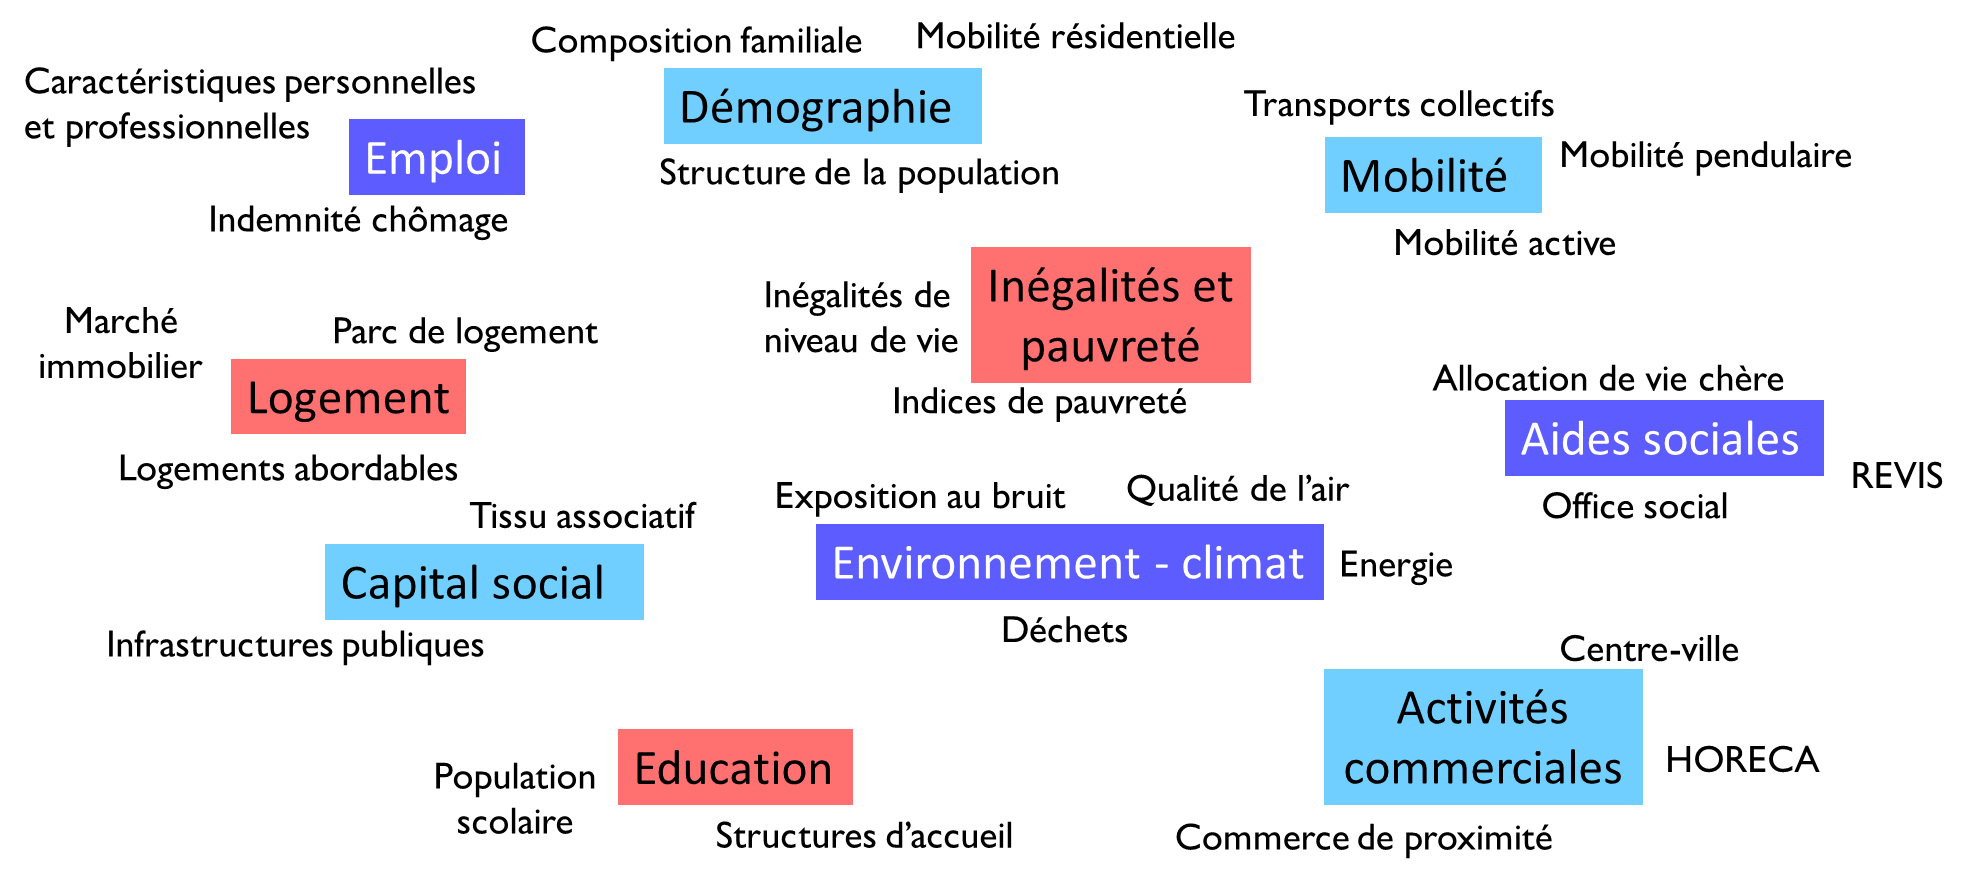 Composition familiale
Mobilité résidentielle
Caractéristiques personnelles
et professionnelles
Emploi
Indemnité chômage
Démographie
Structure de la population
Transports collectifs
Mobilité
Mobilité pendulaire
Mobilité active
Inégalités de
niveau de vie
Inégalités et
pauvreté
Indices de pauvreté
Marché
immobilier
Parc de logement
Logement
Logements abordables
Allocation de vie chère
Aides sociales
REVIS
Office social
Tissu associatif
Capital social
Infrastructures publiques
Exposition au bruit
Qualité de l’air
Environnement - climat
Energie
Déchets
Centre-ville
Activités
commerciales
HORECA
Commerce de proximité
Population
scolaire
Education
Structures d’accueil